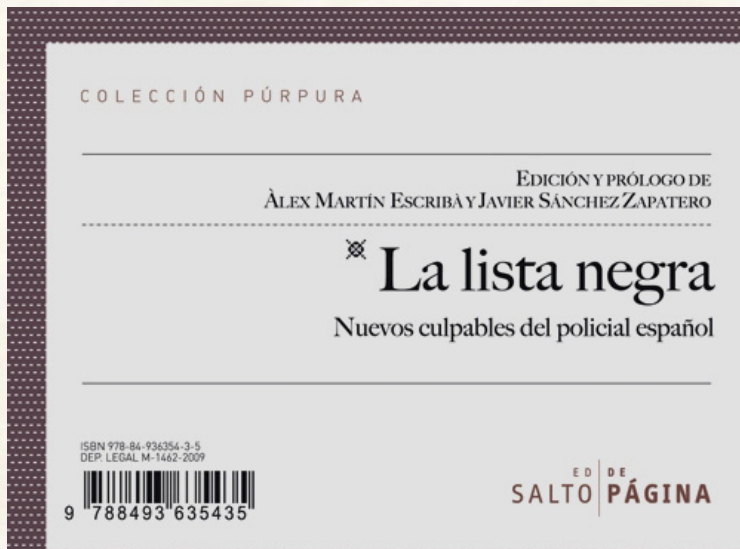 COLECCIÓN PÚRPURA
EDICIÓN Y PRÓLOGO DE
ÀLEX MARTÍN ESCRIBÀ Y JAVIER SÁNCHEZ ZAPATERO
La lista negra
Nuevos culpables del policial español
ISBN 978-84-936354-3-5
DEP. LEGAL M-1462-2009
9 788493 635435
ED DE
SALTO PÁGINA